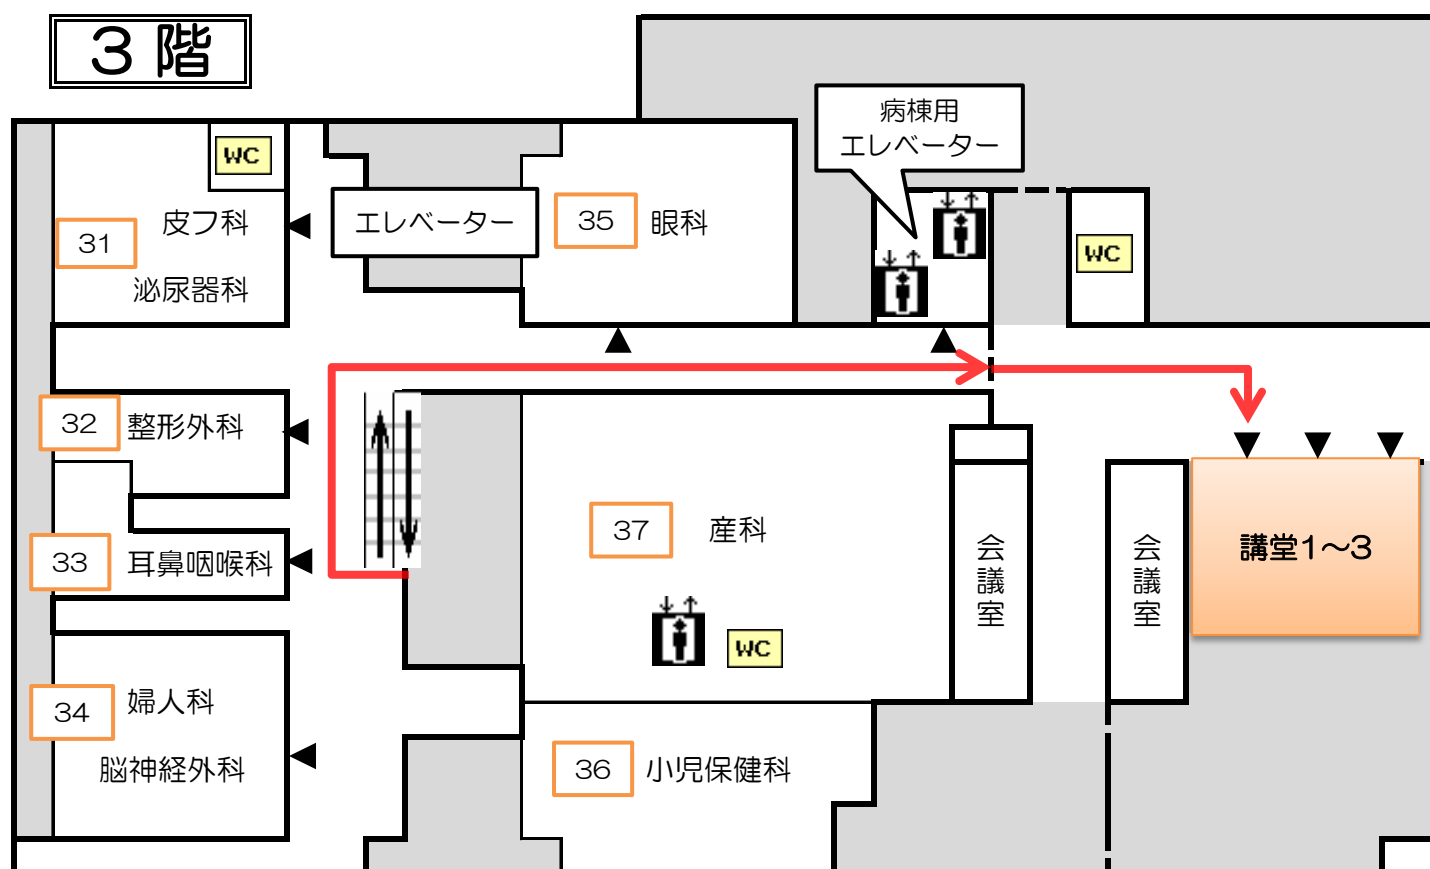 3階
病棟用
エレベーター
WC
31
皮フ科
泌尿器科
エレベーター
35
眼科
WC
32
整形外科
33
耳鼻咽喉科
37
産科
会議室
会議室
講堂1~3
WC
34
婦人科
脳神経外科
36
小児保健科